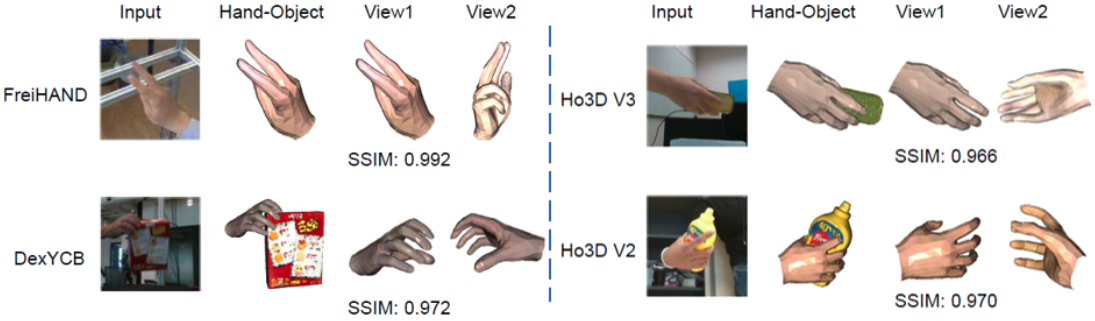 Input Hand-Object View1 View2
FreiHAND
SSIM: 0.992
DexYCB
SSIM: 0.972
Input Hand-Object View1 View2
Ho3D V3
SSIM: 0.966
Ho3D V2
SSIM: 0.970